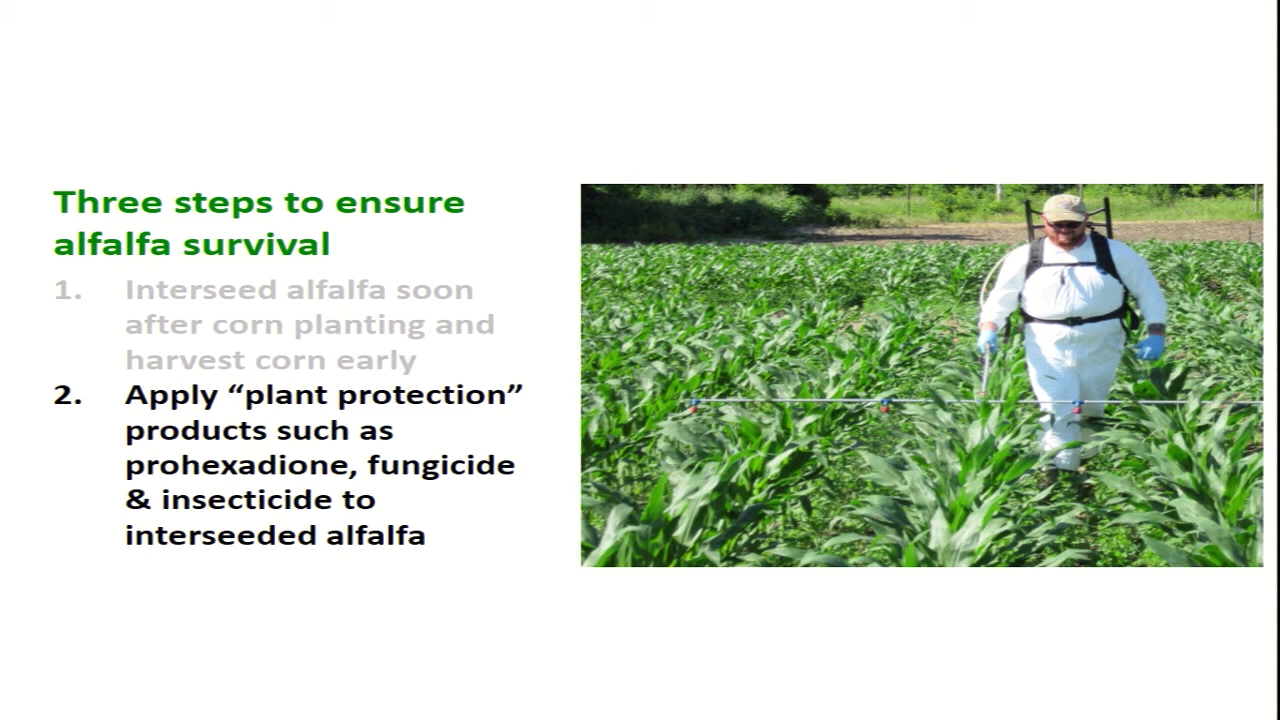 Three steps to ensure
alfalfa survival
1. Interseed alfalfa soon
after corn planting and
harvest corn early
2. Apply “plant protection”
products such as
prohexadione, fungicide
& insecticide to
interseeded alfalfa